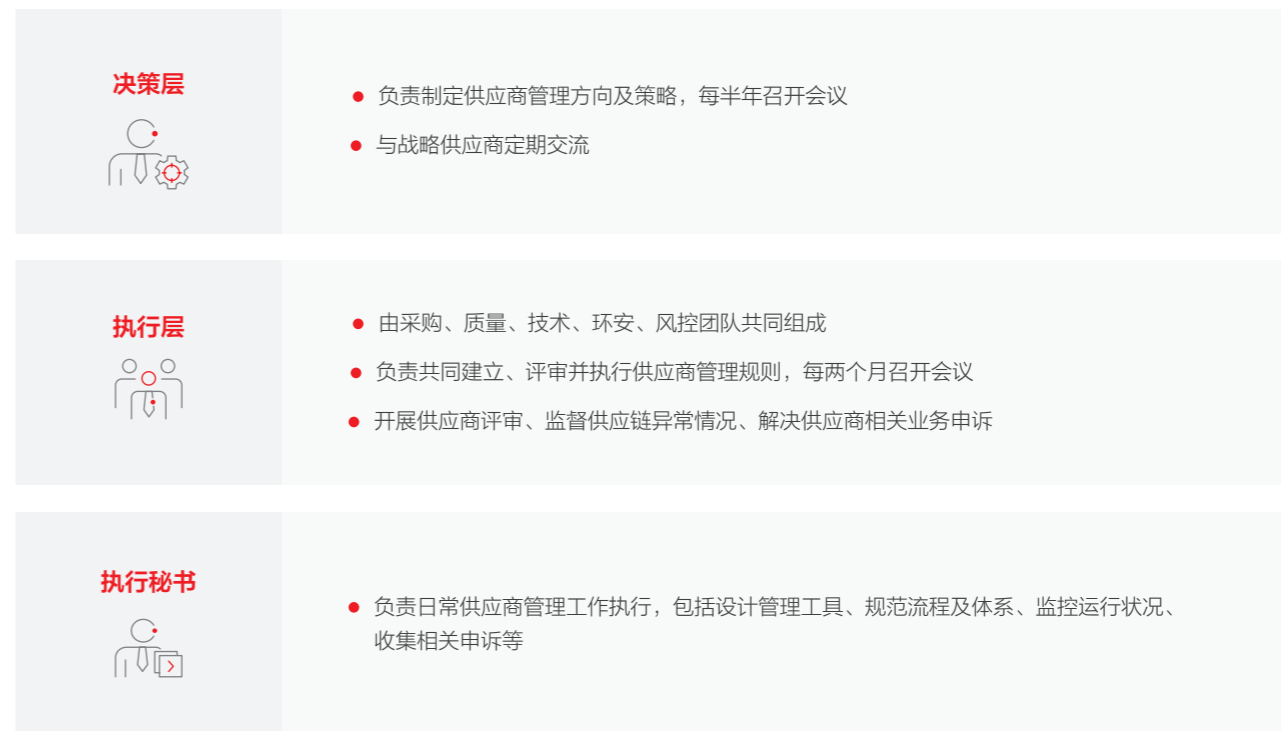 决策层
● 负责制定供应商管理方向及策略，每半年召开会议
● 与战略供应商定期交流
执行层
● 由采购、质量、技术、环安、风控团队共同组成
● 负责共同建立、评审并执行供应商管理规则，每两个月召开会议
● 开展供应商评审、监督供应链异常情况、解决供应商相关业务申诉
执行秘书
● 负责日常供应商管理工作执行，包括设计管理工具、规范流程及体系、监控运行状况、
收集相关申诉等